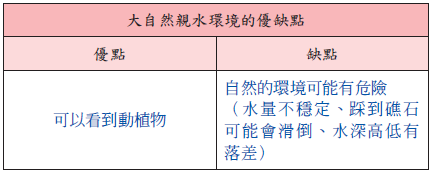 大自然親水環境的優缺點
優點
缺點
可以看到動植物
自然的環境可能有危險
（水量不穩定、踩到礁石
可能會滑倒、水深高低有
落差）